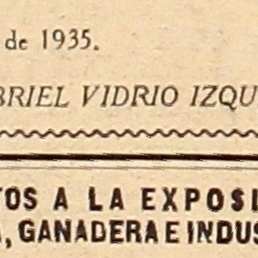 de 1935.
BRIEL VIDRIO IZQU
TOS A LA EXPOSI
, GANADERA E INDUS